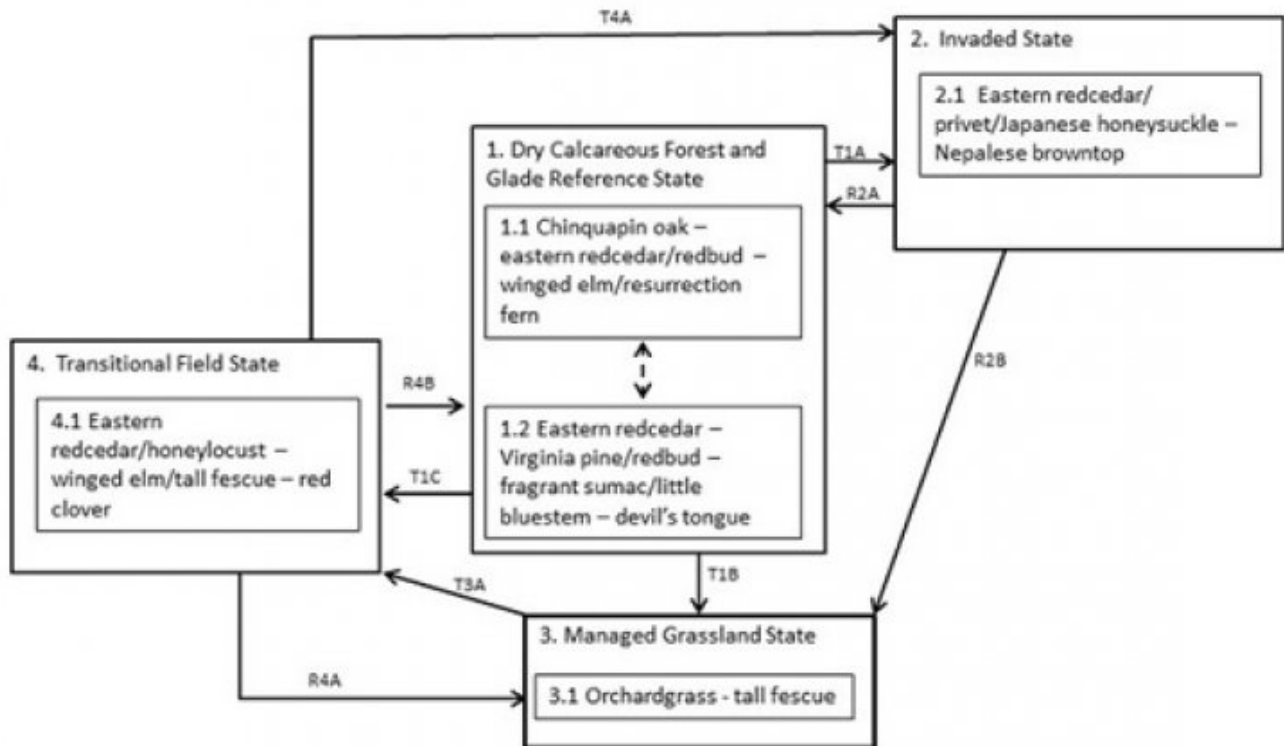 T4A
2. Invaded State
2.1 Eastern redcedar/
privet/Japanese honeysuckle –
Nepalese browntop
1. Dry Calcareous Forest and
Glade Reference State
T1A
R2A
1.1 Chinquapin oak –
eastern redcedar/redbud –
winged elm/resurrection
fern
R2B
4. Transitional Field State
R4B
4.1 Eastern
redcedar/honeylocust –
winged elm/tall fescue – red
clover
1.2 Eastern redcedar –
Virginia pine/redbud –
fragrant sumac/little
bluestem – devil's tongue
T1C
T3A
T1B
3. Managed Grassland State
R4A
3.1 Orchardgrass - tall fescue